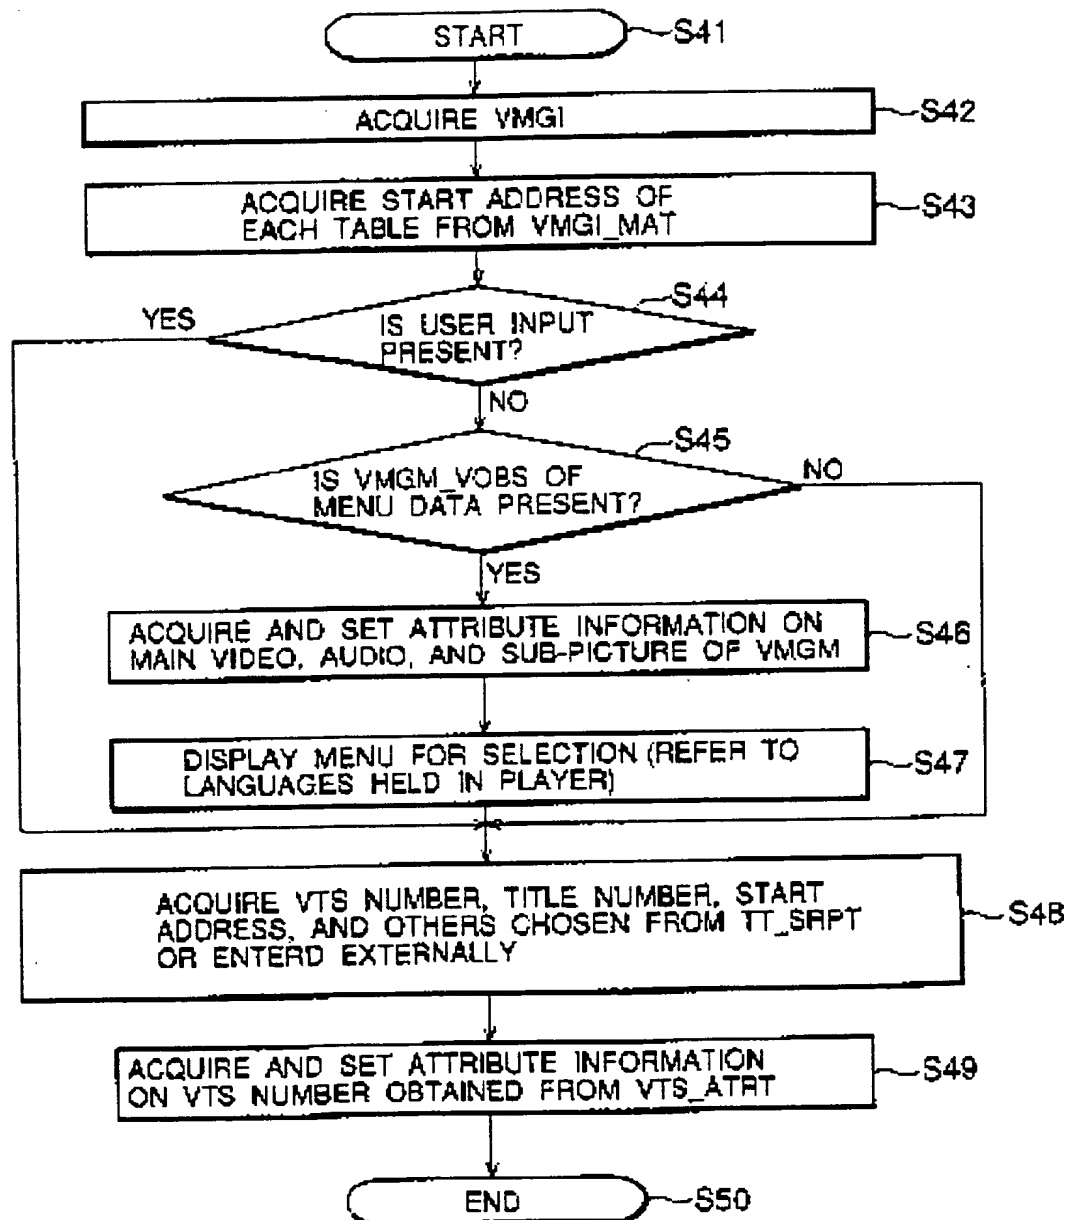 START
S41
ACQUIRE VMGI
S42
ACQUIRE START ADDRESS OF
EACH TABLE FROM VMGI_MAT
S43
S44
YES
IS USER INPUT
PRESENT?
NO
S45
IS VMGM_VOBS OF
MENU DATA PRESENT?
NO
YES
ACQUIRE AND SET ATTRIBUTE INFORMATION ON
MAIN VIDEO, AUDIO, AND SUB-PICTURE OF VMGM
S46
DISPLAY MENU FOR SELECTION (REFER TO
LANGUAGES HELD IN PLAYER)
S47
ACQUIRE VTS NUMBER, TITLE NUMBER, START
ADDRESS, AND OTHERS CHOSEN FROM TT_SRPT
OR ENTERD EXTERNALLY
S48
ACQUIRE AND SET ATTRIBUTE INFORMATION
ON VTS NUMBER OBTAINED FROM VTS_ATRT
S49
END
S50